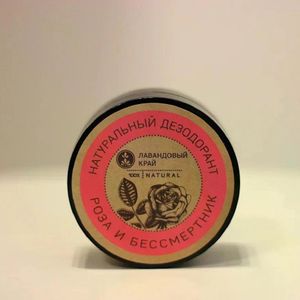 НАТУРАЛЬНЫЙ ДЕЗОДОРАНТ
ЛАВАНДОВЫЙ
КРАЙ
100% NATURAL
РОЗА И БЕССМЕРТНИК